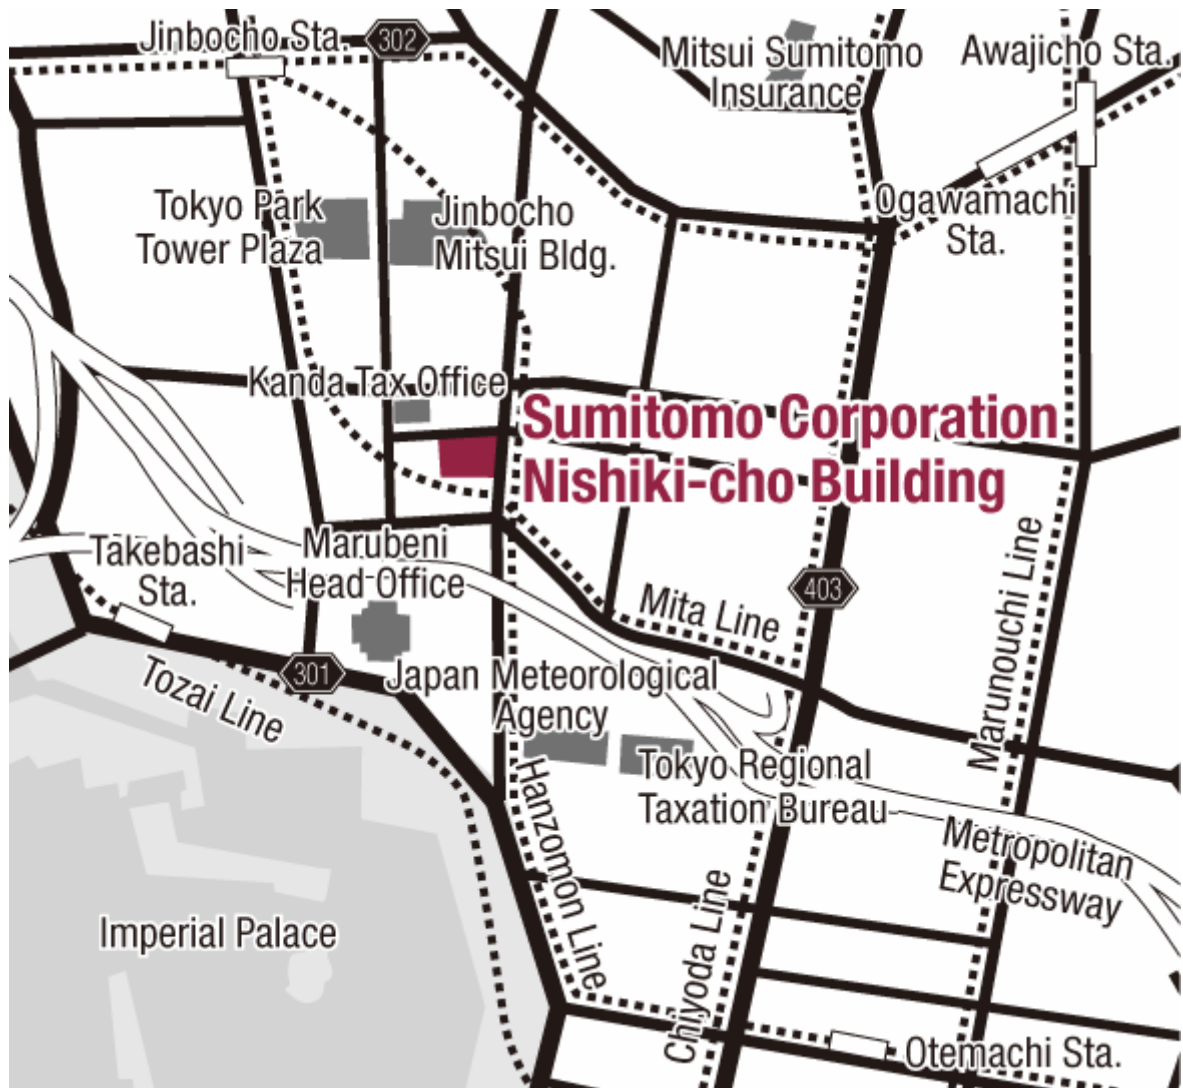 Jinbocho Sta.
302
Mitsui Sumitomo
Insurance
Awajicho Sta.
Ogawamachi
Sta.
Tokyo Park
Tower Plaza
Jinbocho
Mitsui Bldg.
Kanda Tax Office
Sumitomo Corporation
Nishiki-cho Building
Takebashi
Sta.
Marubeni
Head Office
403
Mita Line
Marunouchi Line
301
Tozai Line
Japan Meteorological
Agency
Tokyo Regional
Taxation Bureau
Hanzomon Line
Metropolitan
Expressway
Chiyoda Line
Imperial Palace
Otemachi Sta.